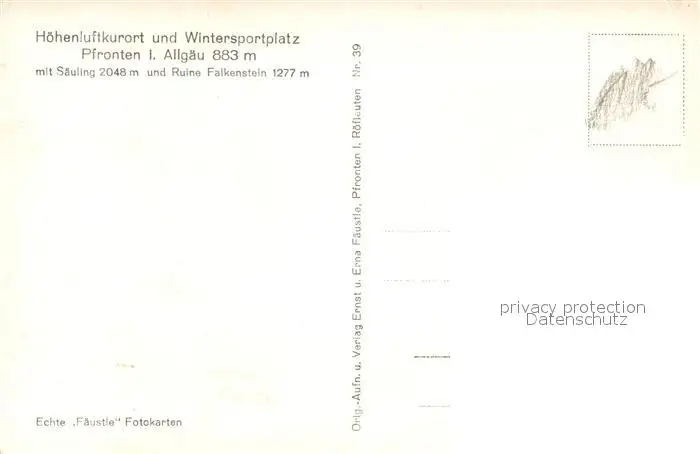 Höhenluftkurort und Wintersportplatz
Pfronten i. Allgäu 883 m
mit Säuling 2048 m und Ruine Falkenstein 1277 m
Echte „Fäustle" Fotokarten
Orig.-Aufn. u. Verlag Ernst u. Erna Fäustle, Pfronten i. Röfleuten Nr. 39
privacy protection
Datenschutz